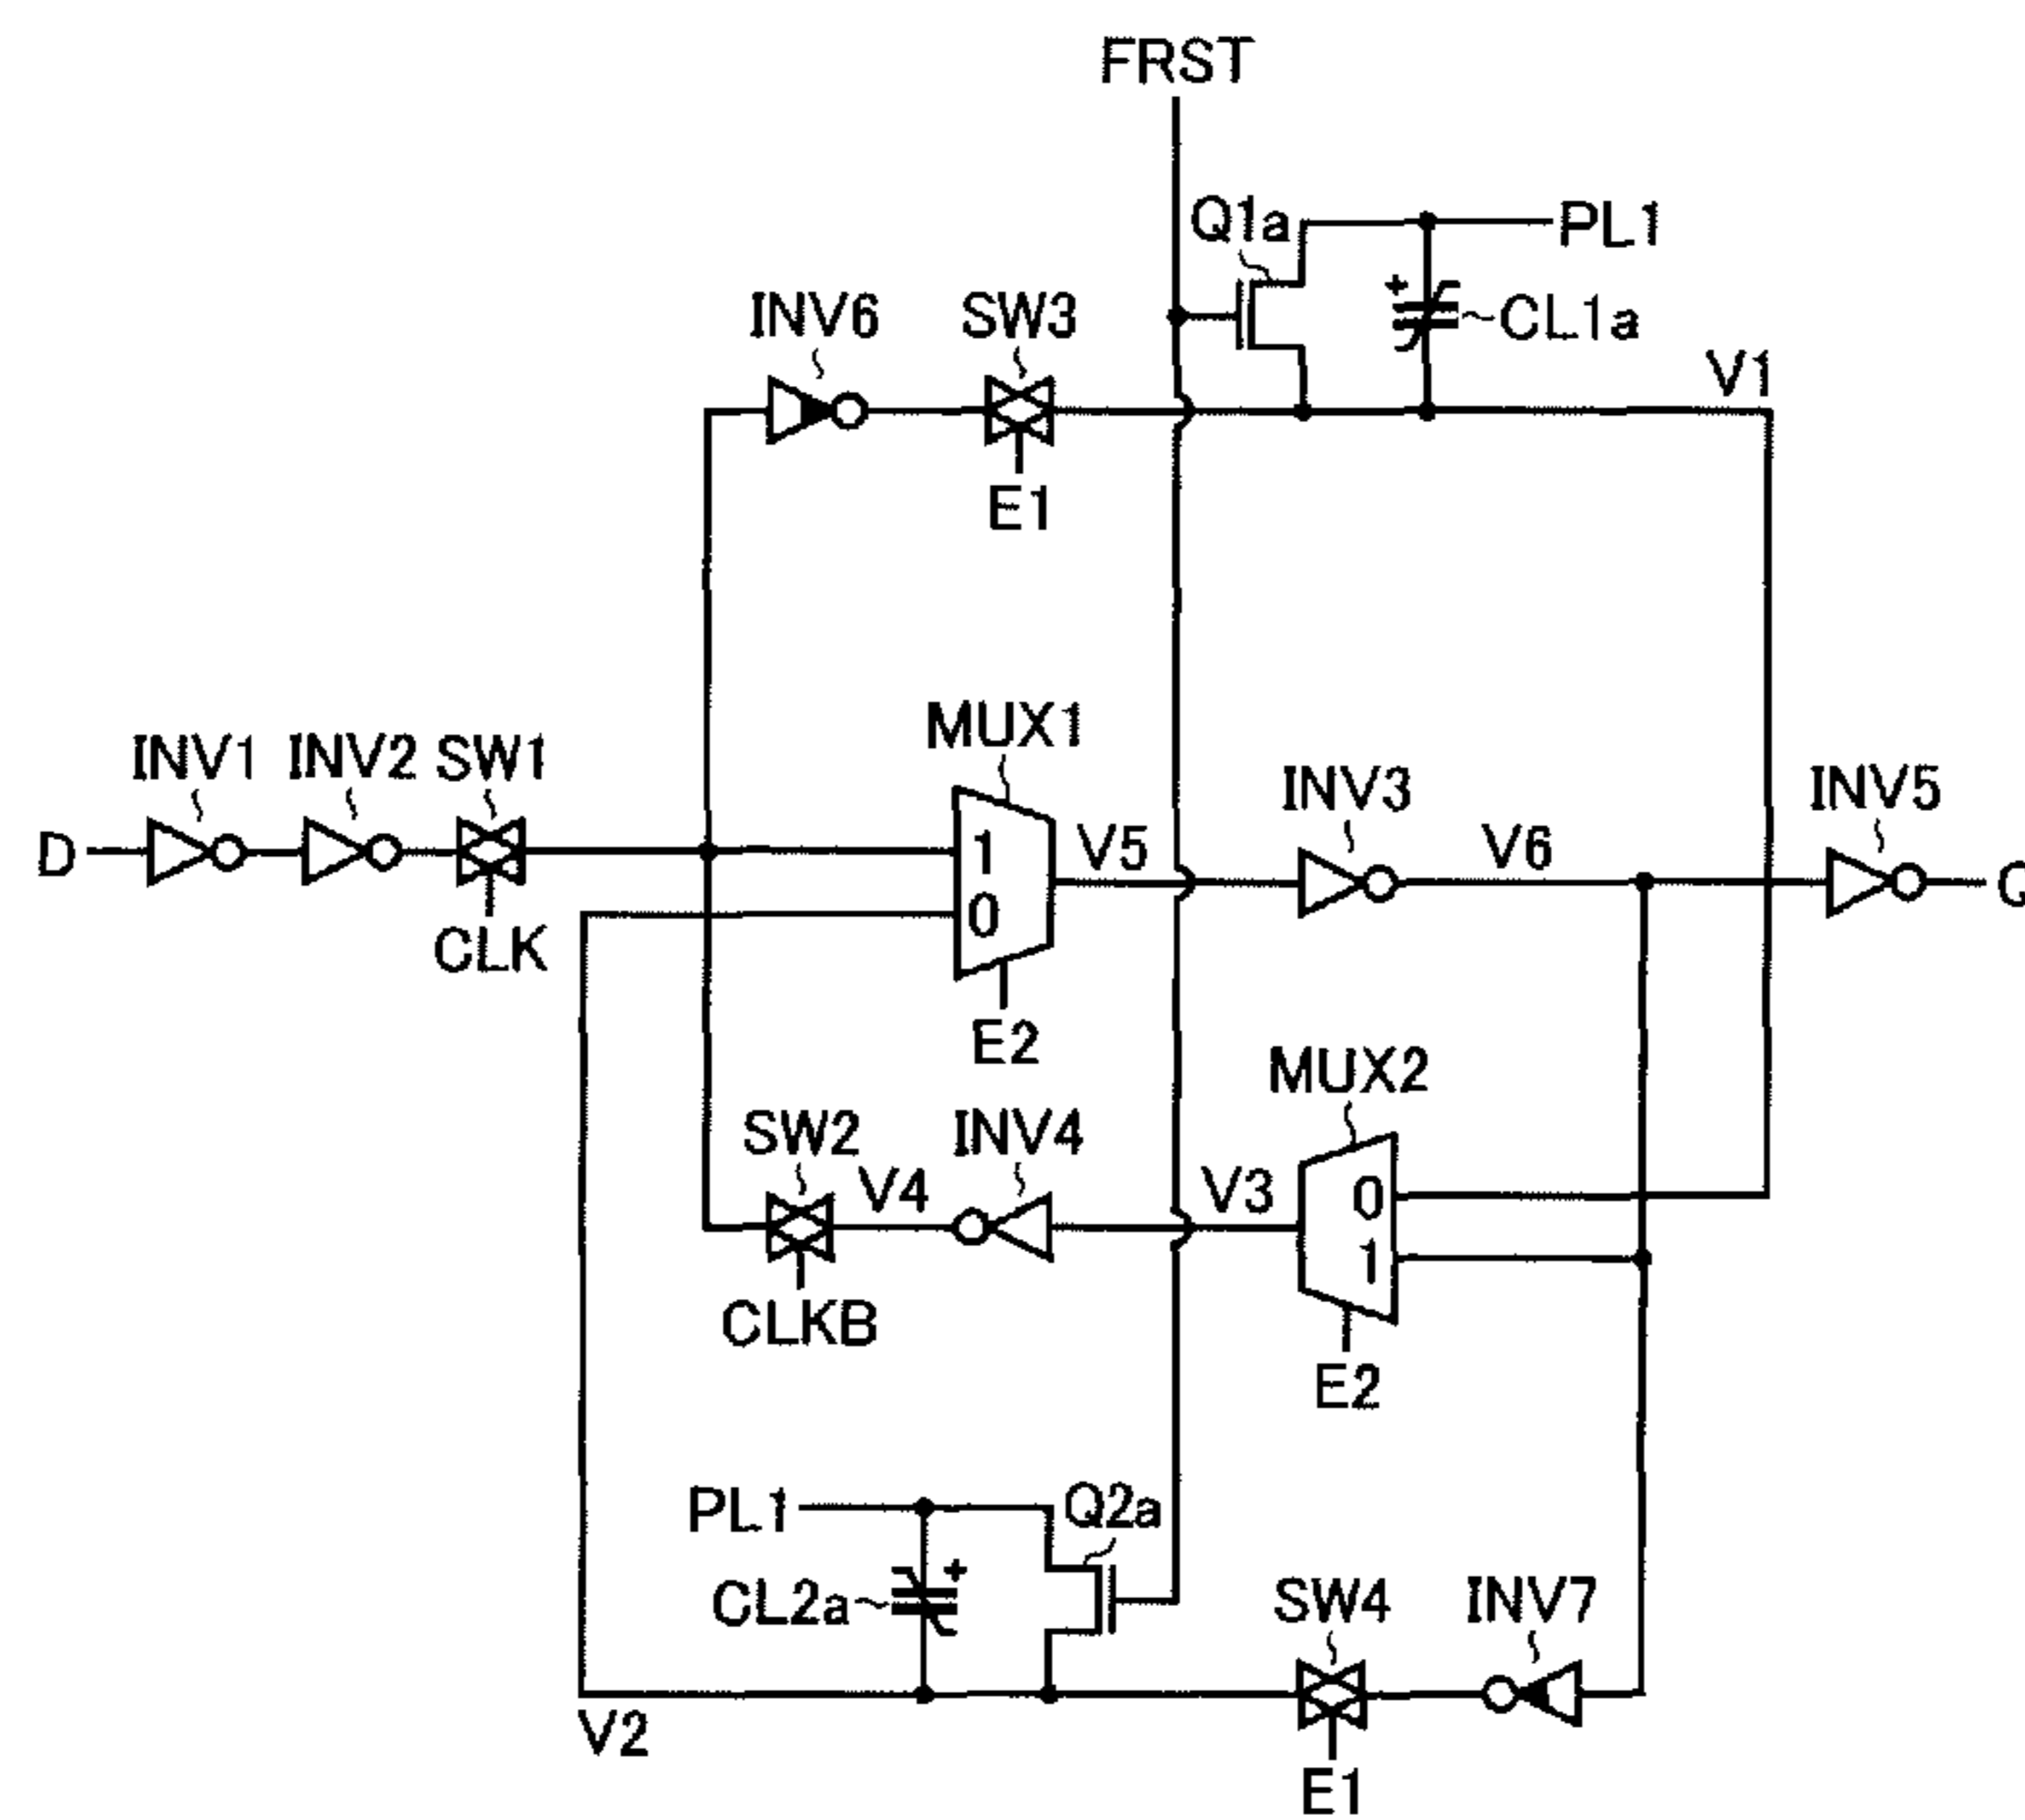 FRST
Q1a
PL1
INV6
SW3
+
CL1a
V1
E1
MUX1
INV1
INV2
SW1
INV3
INV5
D
1
V5
V6
Q
0
CLK
E2
MUX2
SW2
INV4
V4
V3
0
1
CLKB
E2
PL1
Q2a
+
CL2a
SW4
INV7
V2
E1